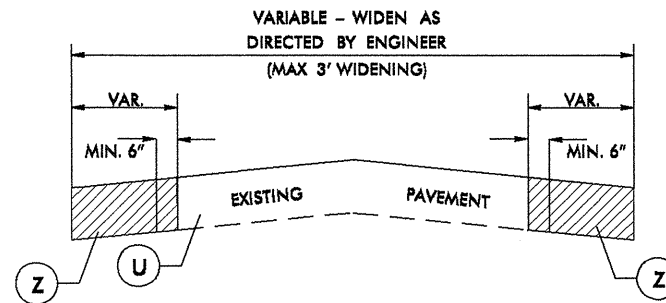 VARIABLE – WIDEN AS
DIRECTED BY ENGINEER
(MAX 3' WIDENING)
VAR.
VAR.
MIN. 6"
MIN. 6"
EXISTING
PAVEMENT
Z
U
Z